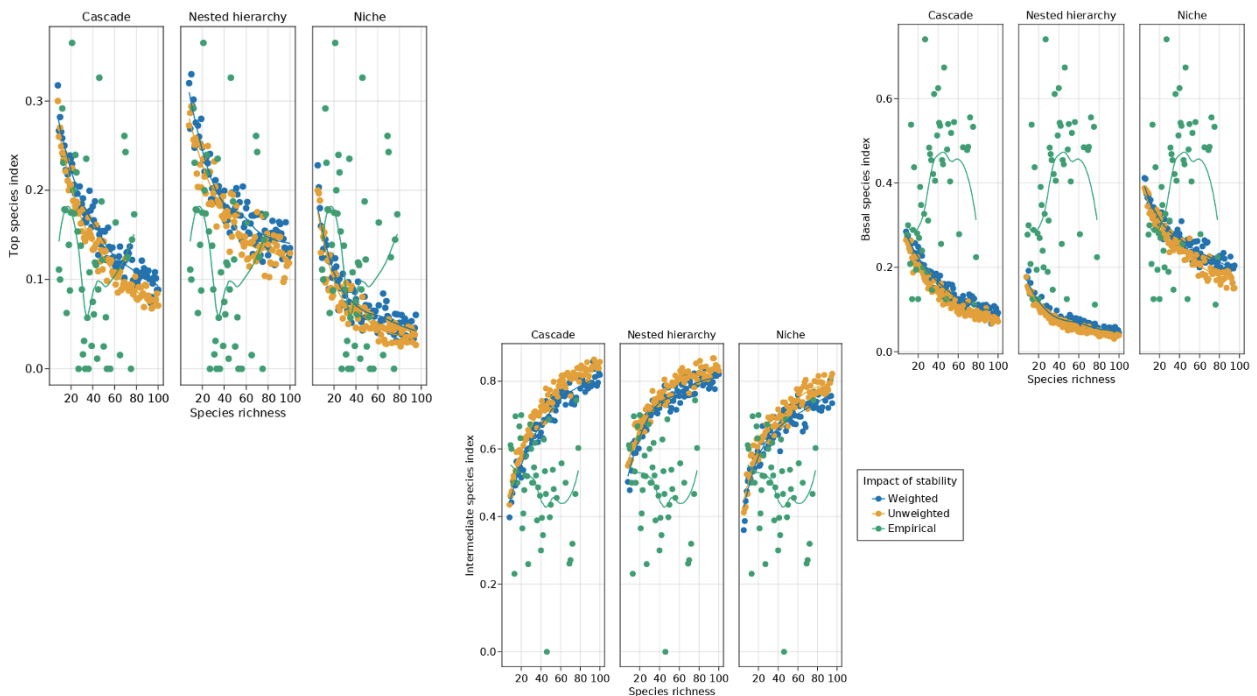 Cascade Nested hierarchy Niche
Top species index
0.3
0.2
0.1
0.0
20 40 60 80 100 20 40 60 80 100 20 40 60 80 100
Species richness
Cascade Nested hierarchy Niche
Intermediate species index
0.8
0.6
0.4
0.2
0.0
20 40 60 80 100 20 40 60 80 100 20 40 60 80 100
Species richness
Cascade Nested hierarchy Niche
Basal species index
0.6
0.4
0.2
0.0
20 40 60 80 100 20 40 60 80 100 20 40 60 80 100
Species richness
Impact of stability
Weighted
Unweighted
Empirical